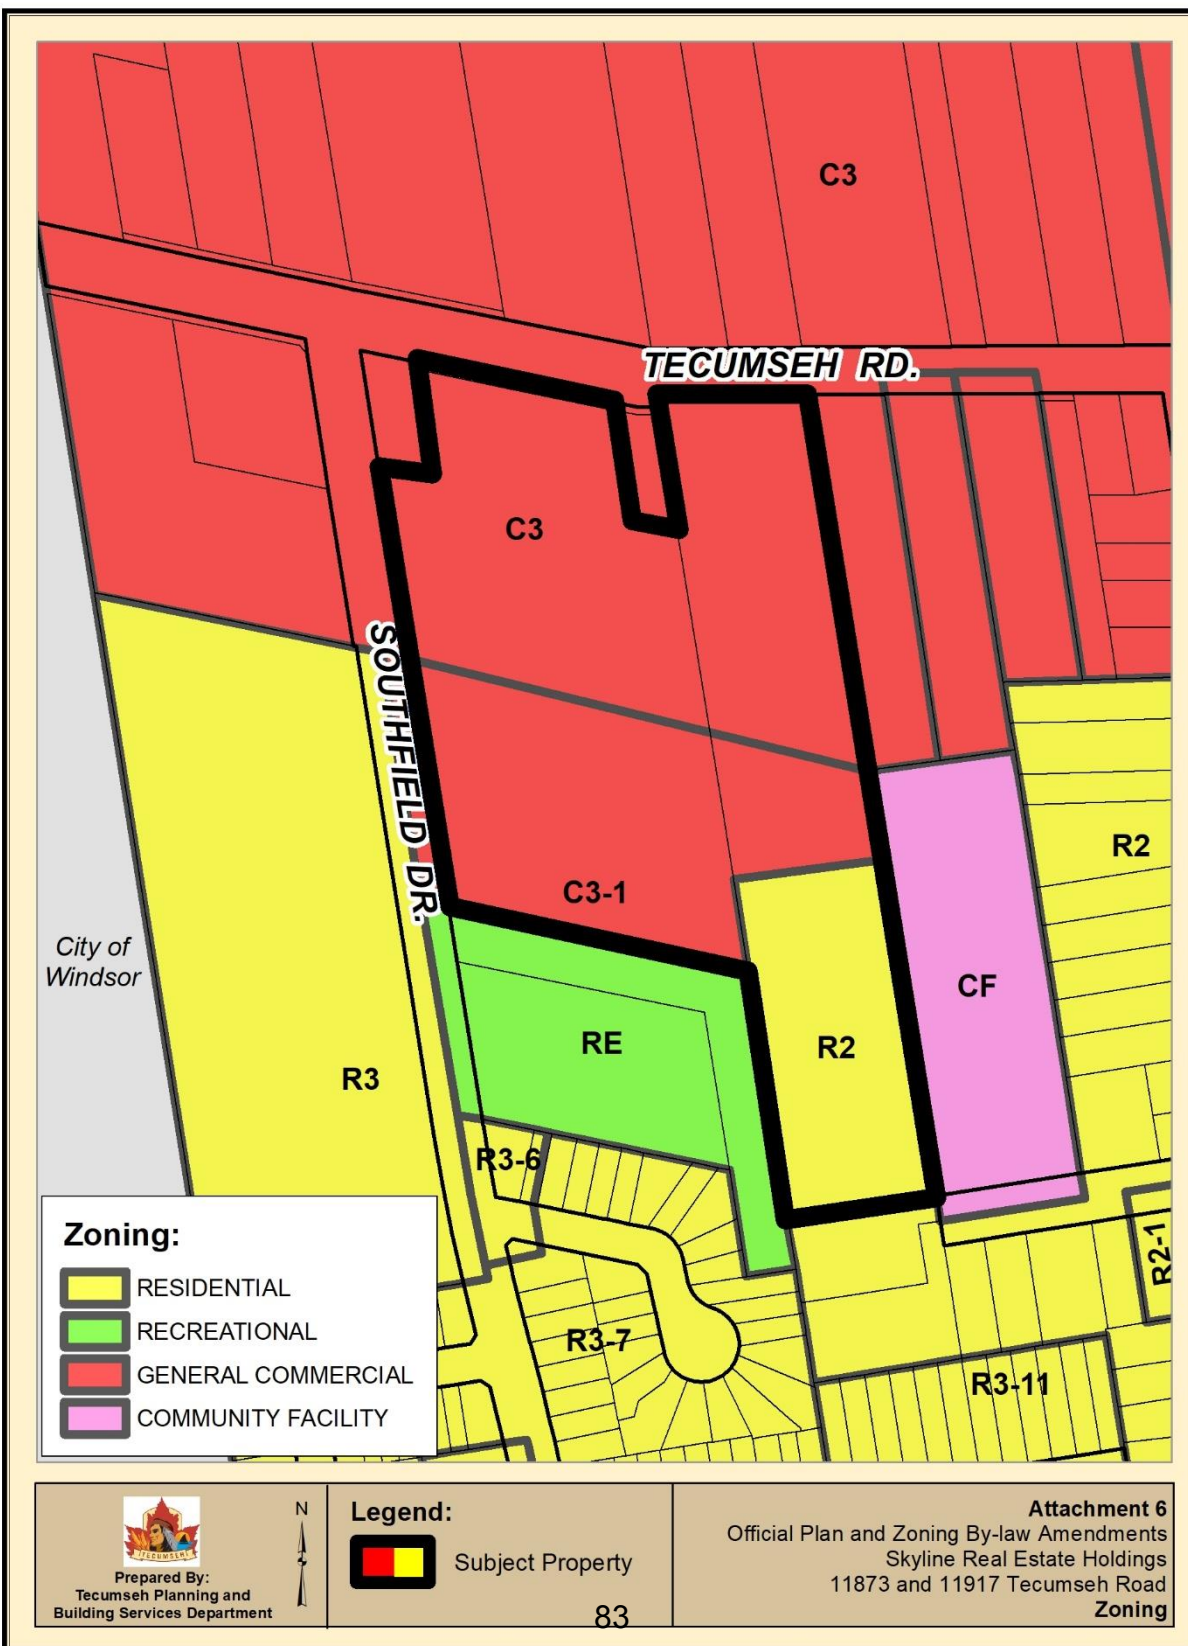 C3
TECUMSEH RD.
C3
SOUTHFIELD DR.
R2
C3-1
City of
Windsor
CF
RE
R2
R3
R3-6
R2-1
R3-7
R3-11
Zoning:
RESIDENTIAL
RECREATIONAL
GENERAL COMMERCIAL
COMMUNITY FACILITY
TECUMSEH
Prepared By:
Tecumseh Planning and
Building Services Department
N
Legend:
Subject Property
83
Attachment 6
Official Plan and Zoning By-law Amendments
Skyline Real Estate Holdings
11873 and 11917 Tecumseh Road
Zoning